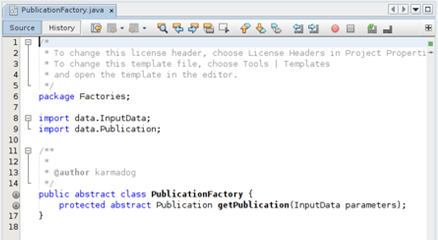 PublicationFactory.java
Source History
1 /*
2 * To change this license header, choose License Headers in Project Properti
3 * To change this template file, choose Tools | Templates
4 * and open the template in the editor.
5 */
6 package Factories;
7
8 import data.InputData;
9 import data.Publication;
10
11 /**
12 *
13 * @author karmadog
14 */
public abstract class PublicationFactory {
protected abstract Publication getPublication(InputData parameters);
17 }
18